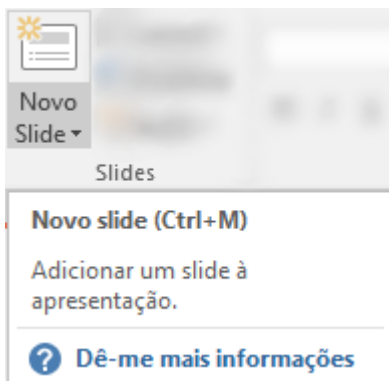 Novo
Slide
Slides
Novo slide (Ctrl+M)
Adicionar um slide à
apresentação.
Dê-me mais informações